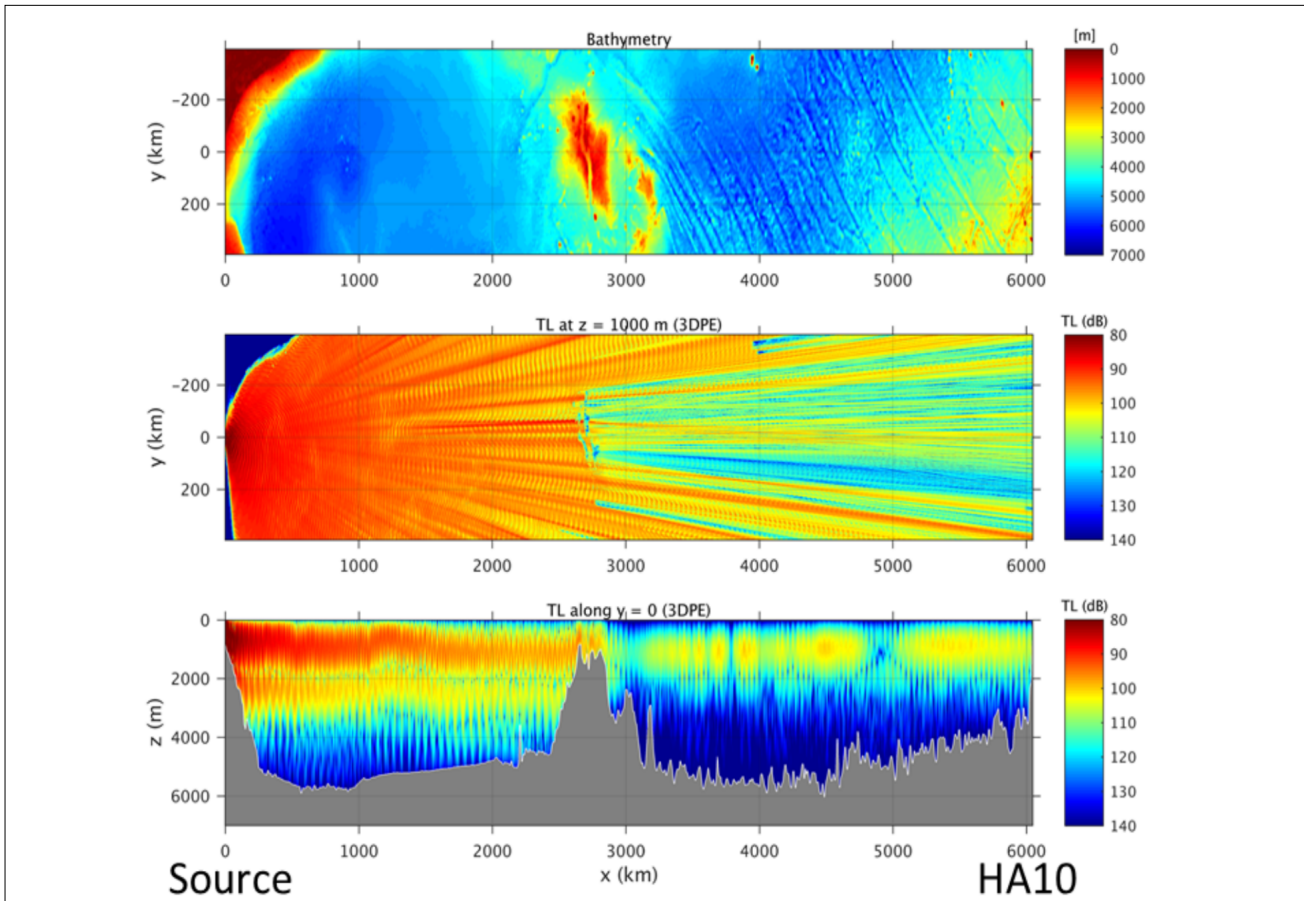 Bathymetry
[m]
0
1000
2000
3000
4000
5000
6000
7000
-200
0
200
y (km)
0 1000 2000 3000 4000 5000 6000
TL at z = 1000 m (3DPE)
TL (dB)
80
90
100
110
120
130
140
-200
0
200
y (km)
1000 2000 3000 4000 5000 6000
TL along y = 0 (3DPE)
TL (dB)
80
90
100
110
120
130
140
0
2000
4000
6000
z (m)
0 1000 2000 3000 4000 5000 6000
x (km)
Source HA10